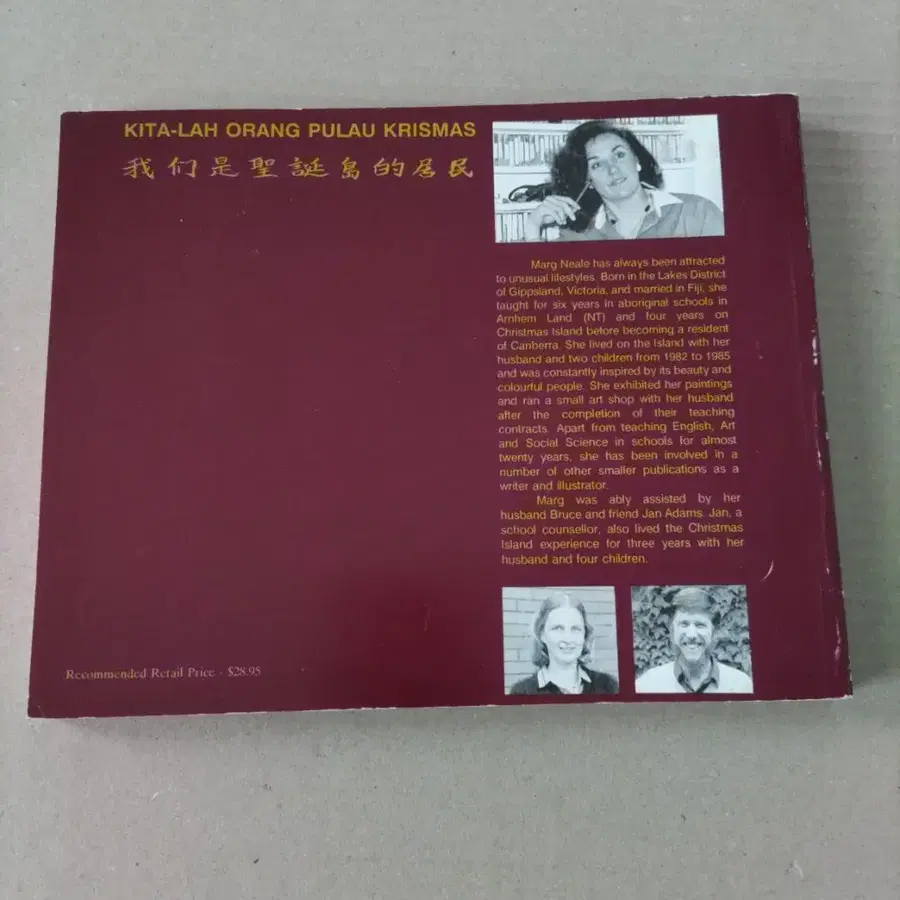 KITA-LAH ORANG PULAU KRISMAS
我们是聖誕島的居民
Marg Neale has always been attracted
to unusual lifestyles. Born in the Lakes District
of Gippsland, Victoria, and married in Fiji, she
taught for six years in aboriginal schools in
Arnhem Land (NT) and four years on
Christmas Island before becoming a resident
of Canberra. She lived on the Island with her
husband and two children from 1982 to 1985
and was constantly inspired by its beauty and
colourful people. She exhibited her paintings
and ran a small art shop with her husband
after the completion of their teaching
contracts. Apart from teaching English, Art
and Social Science in schools for almost
twenty years, she has been involved in a
number of other smaller publications as a
writer and illustrator.
Marg was ably assisted by her
husband Bruce and friend Jan Adams. Jan, a
school counsellor, also lived the Christmas
Island experience for three years with her
husband and four children.
Recommended Retail Price - $28.95